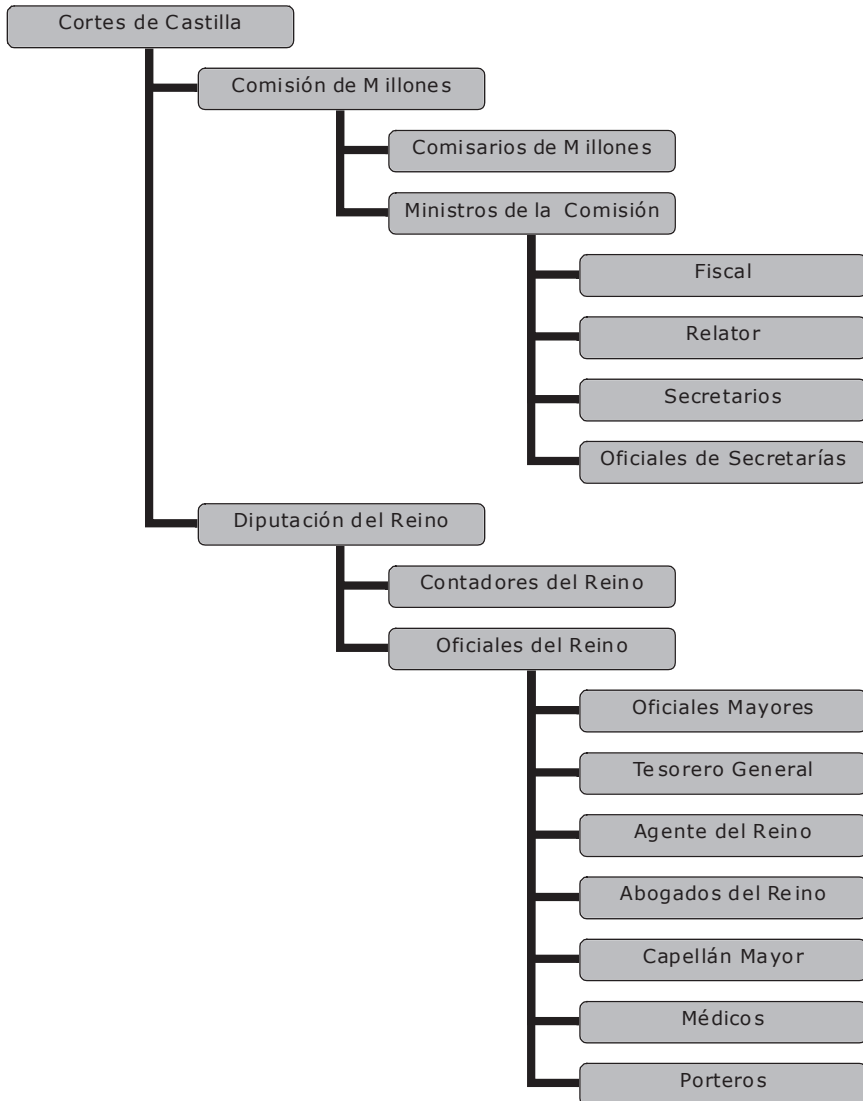 Cortes de Castilla
Comisión de Millones
Comisarios de Millones
Ministros de la Comisión
Fiscal
Relator
Secretarios
Oficiales de Secretarías
Diputación del Reino
Contadores del Reino
Oficiales del Reino
Oficiales Mayores
Tesorero General
Agente del Reino
Abogados del Reino
Capellán Mayor
Médicos
Porteros